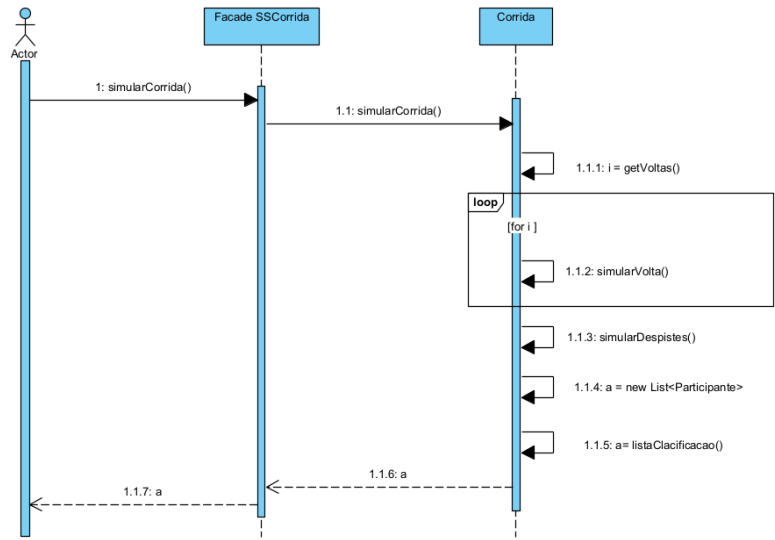 Facade SSCorrida
Corrida
Actor
1: simularCorrida()
1.1: simularCorrida()
1.1.1: i = getVoltas()
loop
[for i ]
1.1.2: simularVolta()
1.1.3: simularDespistes()
1.1.4: a = new List<Participante>
1.1.5: a= listaClacificacao()
1.1.6: a
1.1.7: a